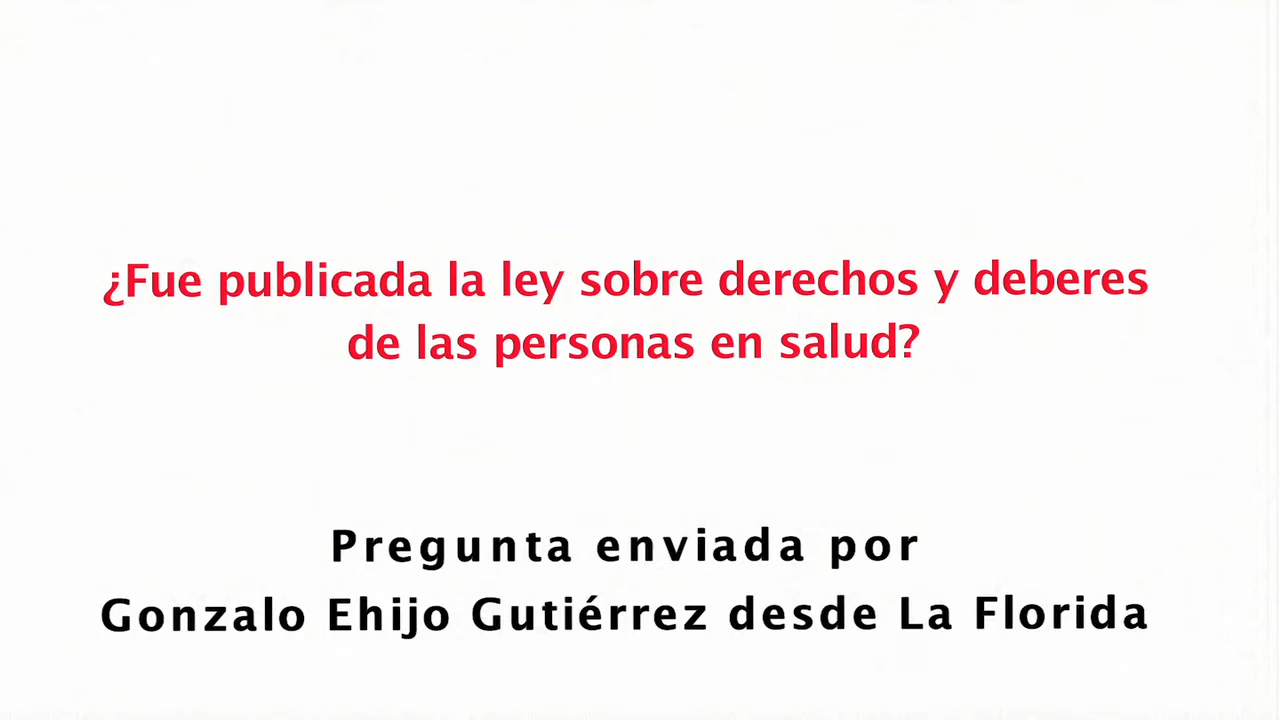 ¿Fue publicada la ley sobre derechos y deberes
de las personas en salud?
Pregunta enviada por
Gonzalo Ehijo Gutiérrez desde La Florida